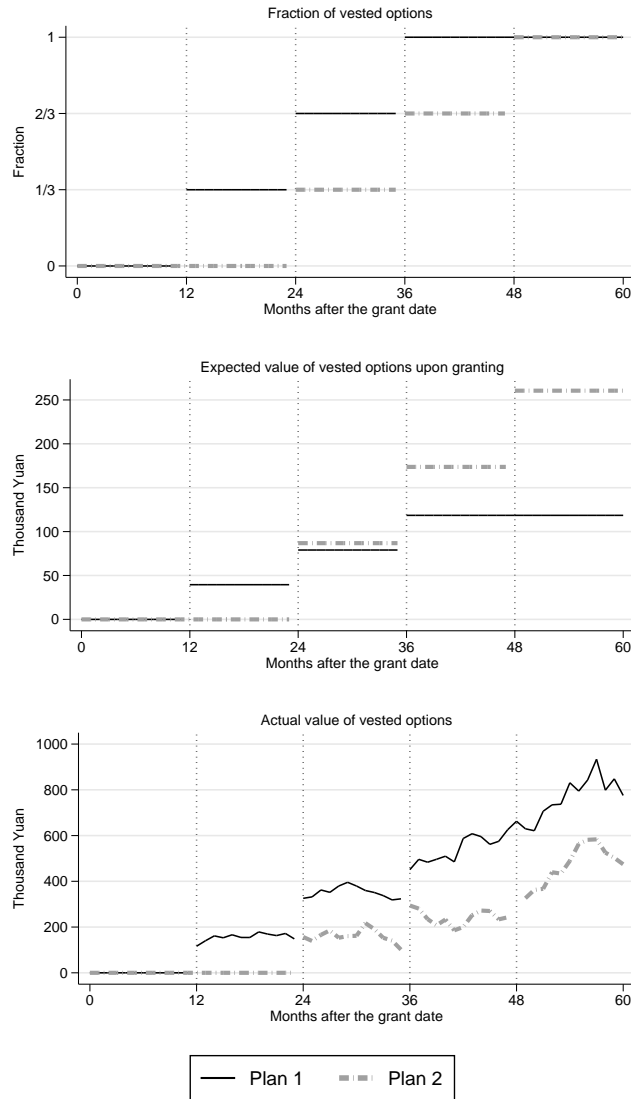 Fraction of vested options
1
2/3
1/3
0
Fraction
0 12 24 36 48 60
Months after the grant date
Expected value of vested options upon granting
250
200
150
100
50
0
Thousand Yuan
0 12 24 36 48 60
Months after the grant date
Actual value of vested options
1000
800
600
400
200
0
Thousand Yuan
0 12 24 36 48 60
Months after the grant date
Plan 1 Plan 2